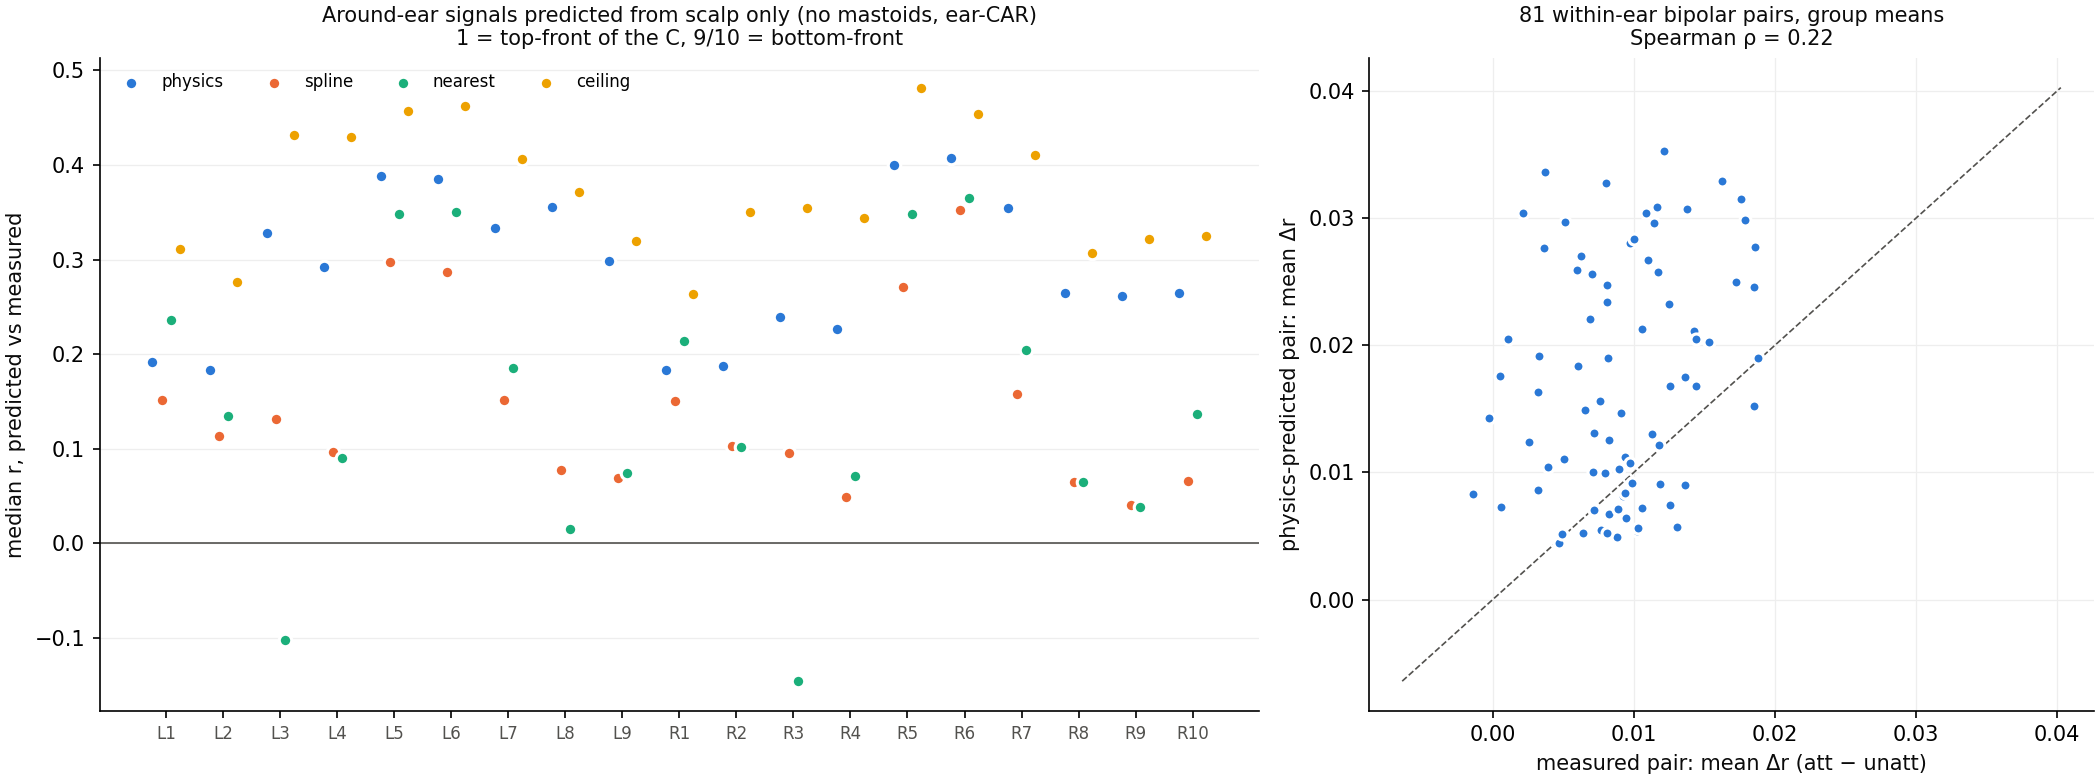 Around-ear signals predicted from scalp only (no mastoids, ear-CAR)
1 = top-front of the C, 9/10 = bottom-front
physics spline nearest ceiling
median r, predicted vs measured
0.5
0.4
0.3
0.2
0.1
0.0
−0.1
L1 L2 L3 L4 L5 L6 L7 L8 L9 R1 R2 R3 R4 R5 R6 R7 R8 R9 R10
81 within-ear bipolar pairs, group means
Spearman ρ = 0.22
physics-predicted pair: mean Δr
0.04
0.03
0.02
0.01
0.00
0.00 0.01 0.02 0.03 0.04
measured pair: mean Δr (att − unatt)